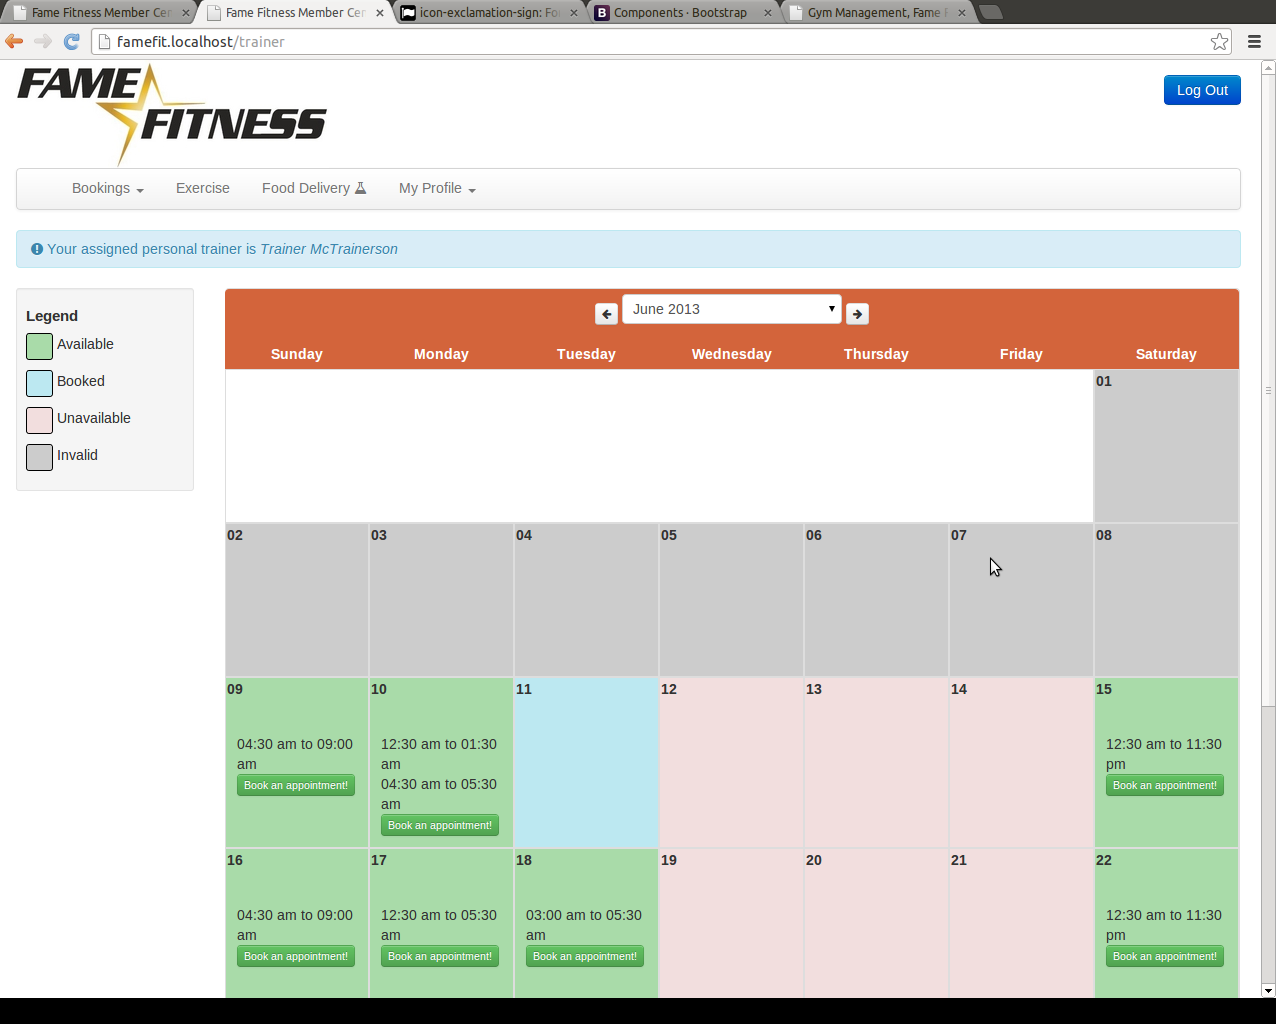 Fame Fitness Member Cen
Fame Fitness Member Cen
icon-exclamation-sign: Fo
Components · Bootstrap
Gym Management, Fame F
famefit.localhost/trainer
FAME
FITNESS
Log Out
Bookings
Exercise
Food Delivery
My Profile
Your assigned personal trainer is Trainer McTrainerson
Legend
Available
Booked
Unavailable
Invalid
June 2013
Sunday Monday Tuesday Wednesday Thursday Friday Saturday
01
02 03 04 05 06 07 08
09
04:30 am to 09:00
am
Book an appointment!
10
12:30 am to 01:30
am
04:30 am to 05:30
am
Book an appointment!
11
12
13
14
15
12:30 am to 11:30
pm
Book an appointment!
16
04:30 am to 09:00
am
Book an appointment!
17
12:30 am to 05:30
am
Book an appointment!
18
03:00 am to 05:30
am
Book an appointment!
19
20
21
22
12:30 am to 11:30
pm
Book an appointment!